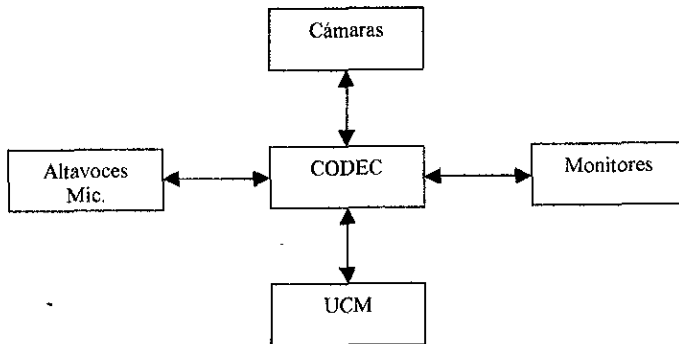 Cámaras
Altavoces
Mic.
CODEC
Monitores
UCM